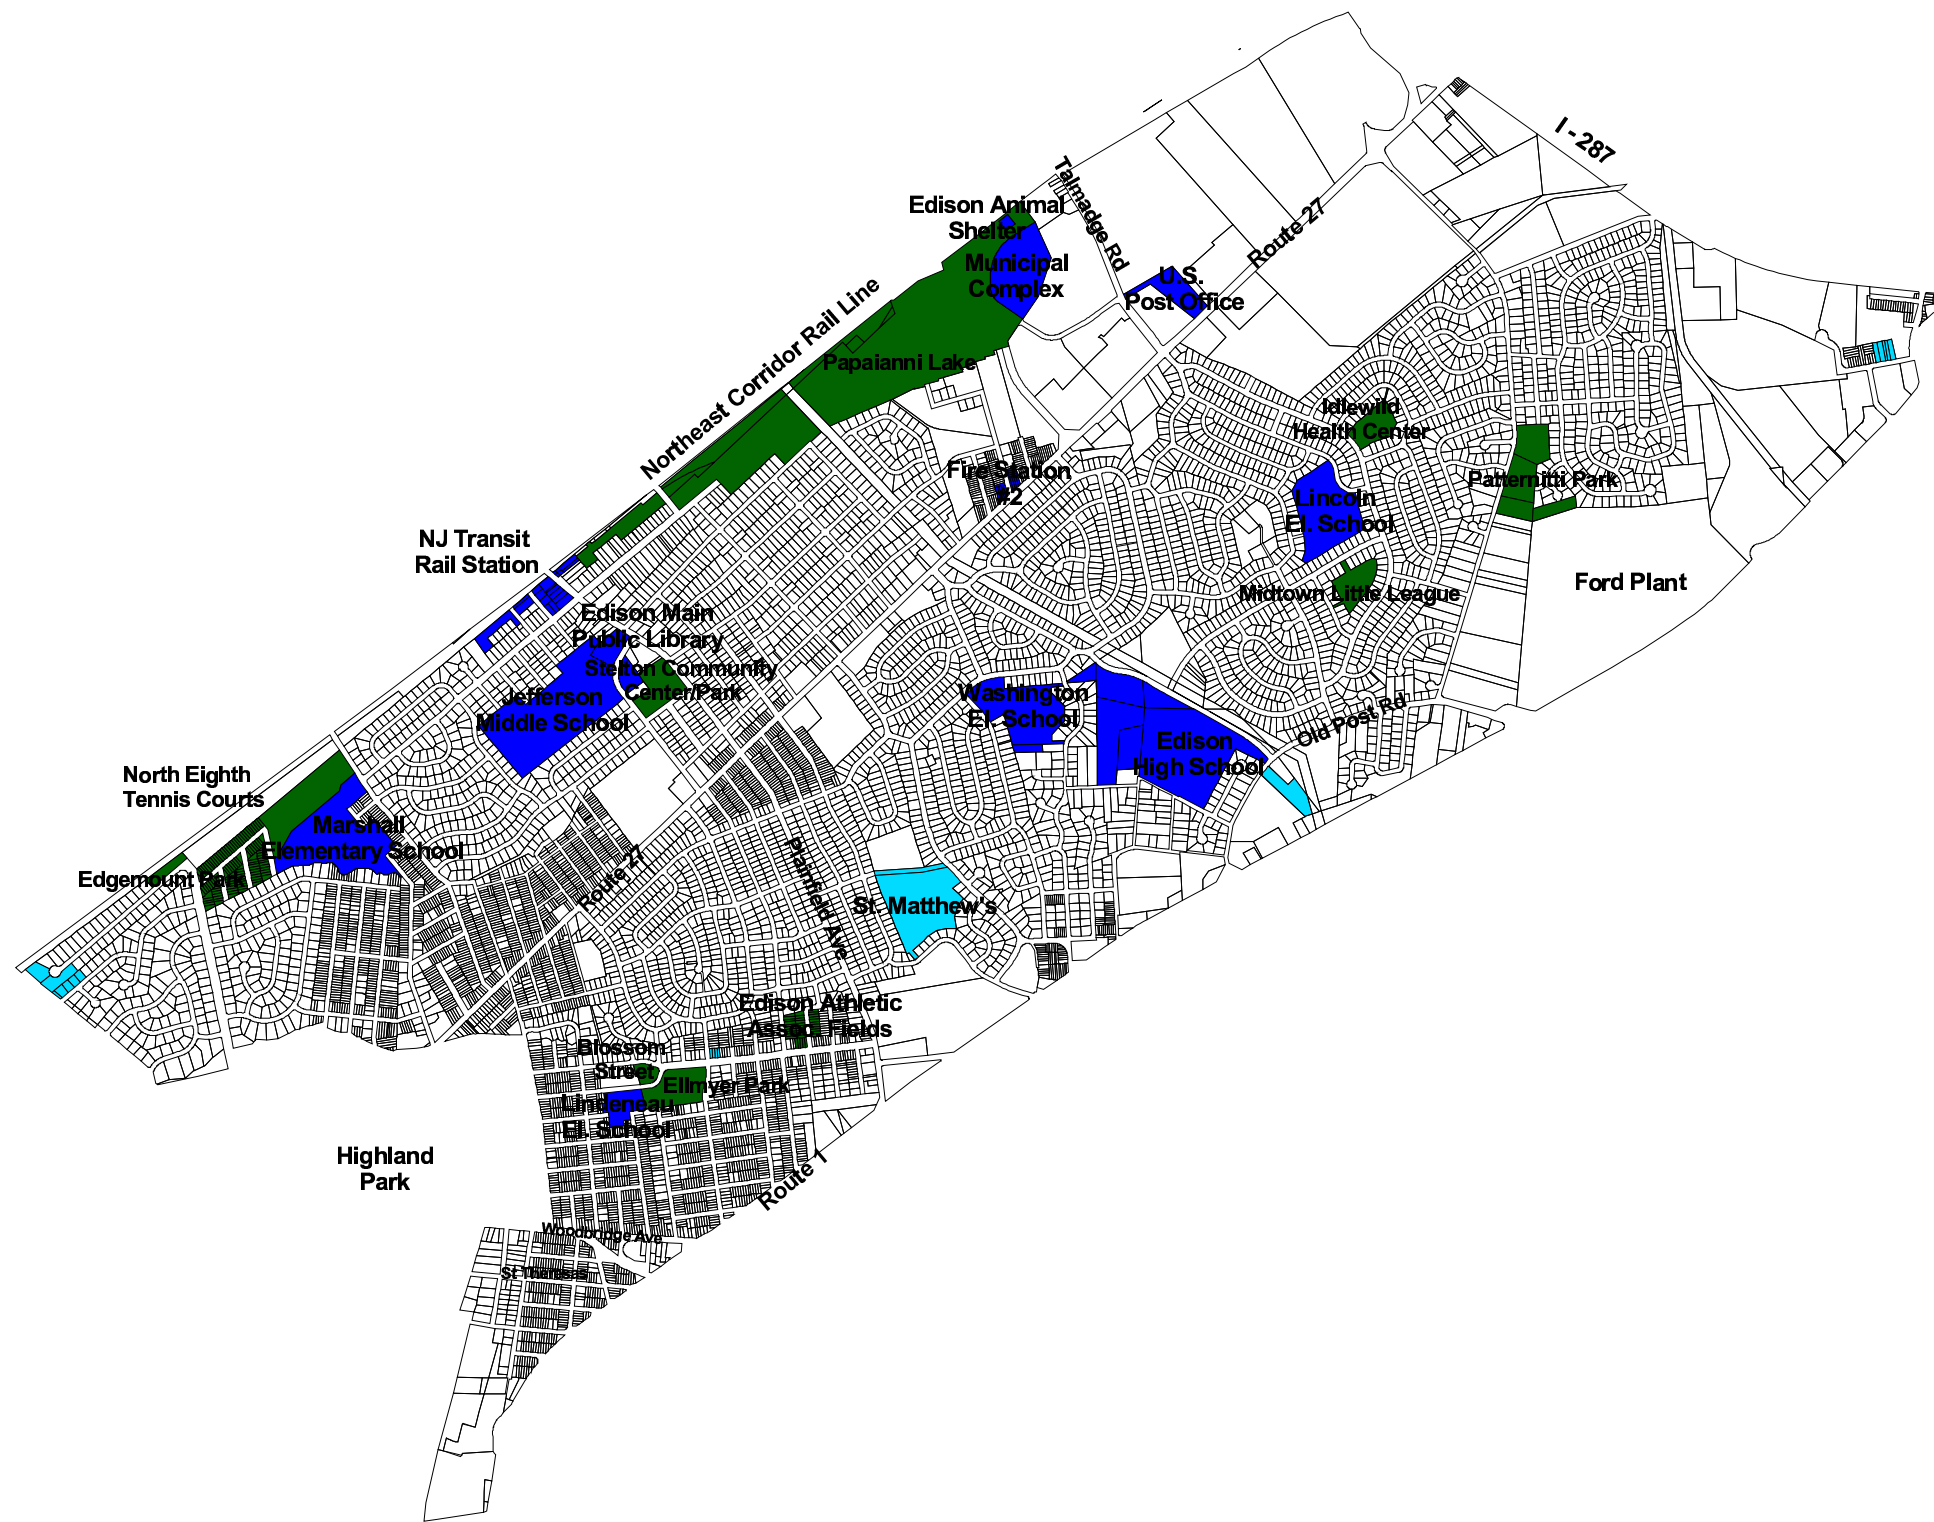 I - 287
Talmadge Rd
Edison Animal
Shelter
Route 27
Municipal
Complex
U.S.
Post Office
Northeast Corridor Rail Line
Papaianni Lake
Idlewild
Health Center
Fire Station
#2
Patternitti Park
Lincoln
El. School
NJ Transit
Rail Station
Ford Plant
Midtown Little League
Edison Main
Public Library
Stelton Community
Center/Park
Jefferson
Middle School
Washington
El. School
Old Post Rd
Edison
High School
North Eighth
Tennis Courts
Marshall
Elementary School
Edgemount Park
Route 27
Plainfield Ave
St. Matthew's
Edison Athletic
Assoc. Fields
Blossom
Street
Ellmyer Park
Lindeneau
El. School
Highland
Park
Route 1
Woodbridge Ave
St Theresas